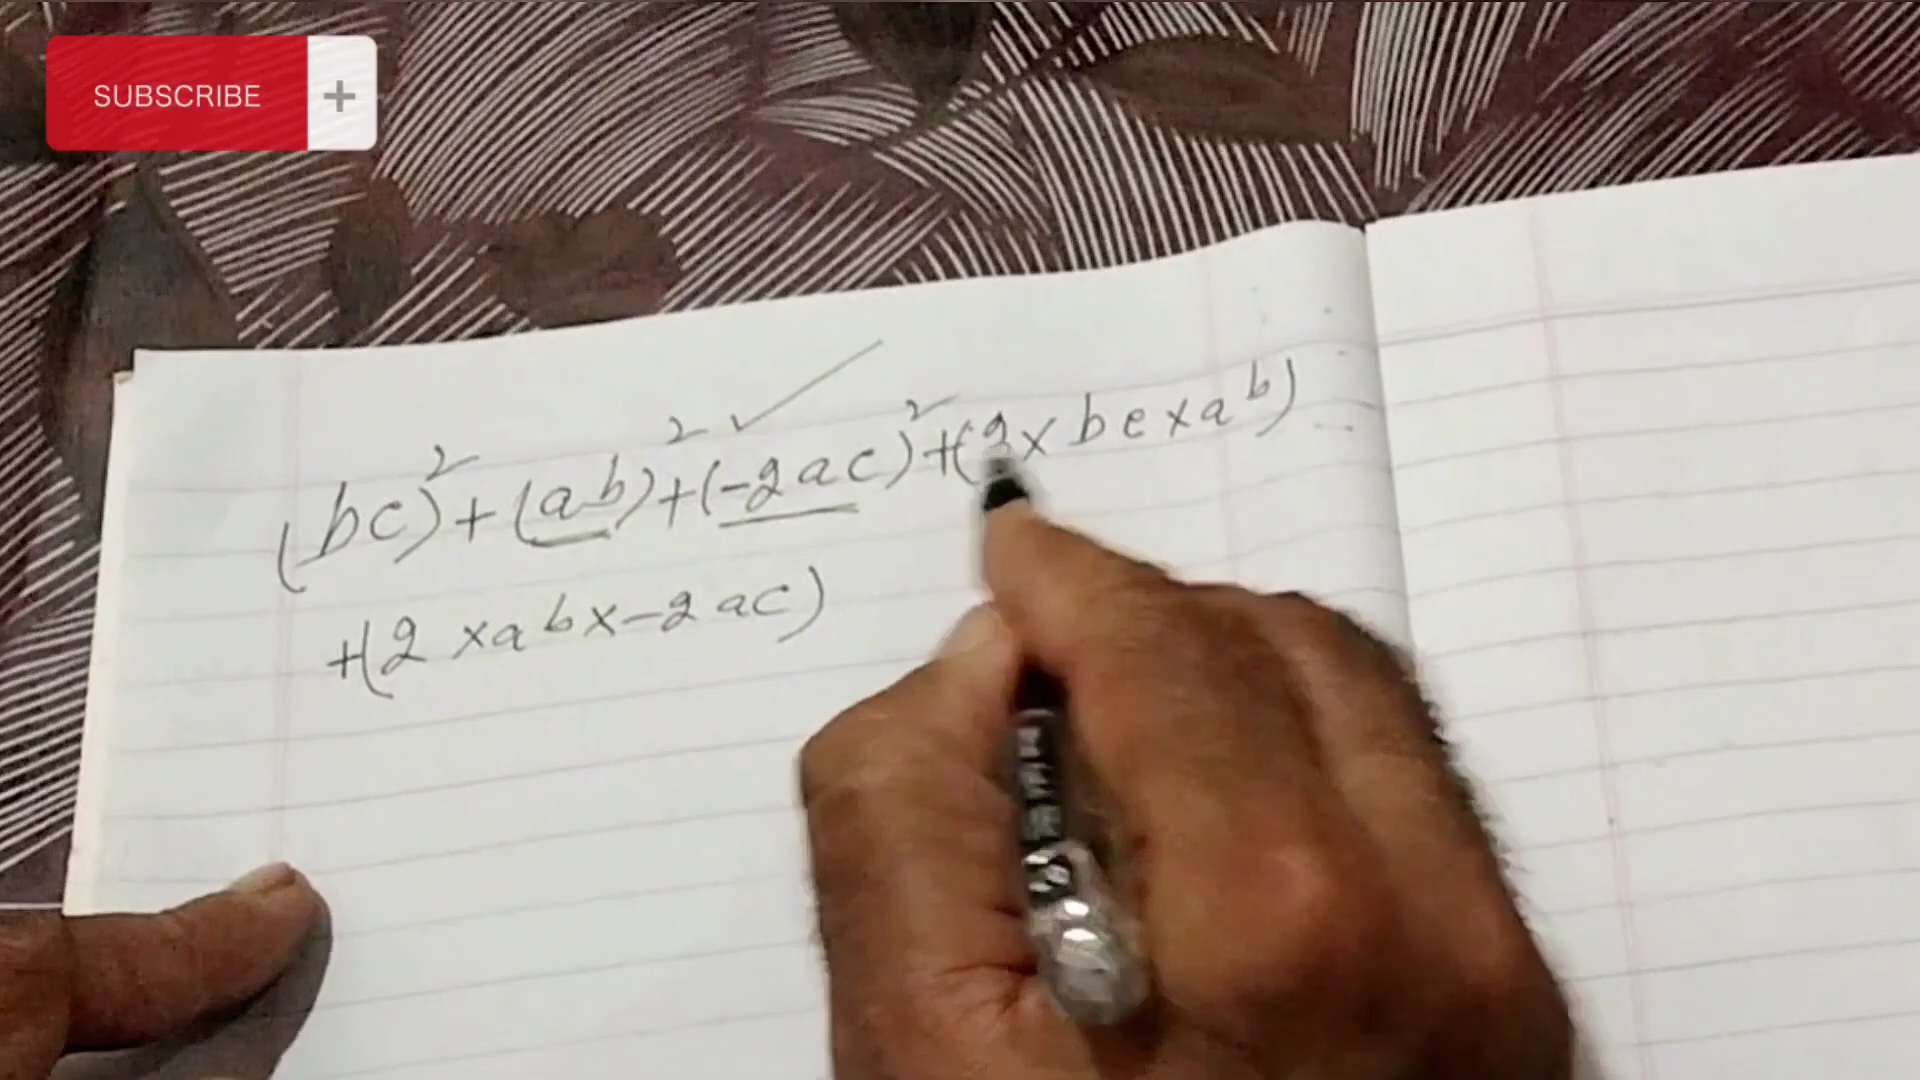 SUBSCRIBE +
(bc)² + (ab)² + (-2ac)² + (2 x bc x ab)
+(2 x ab x -2ac)